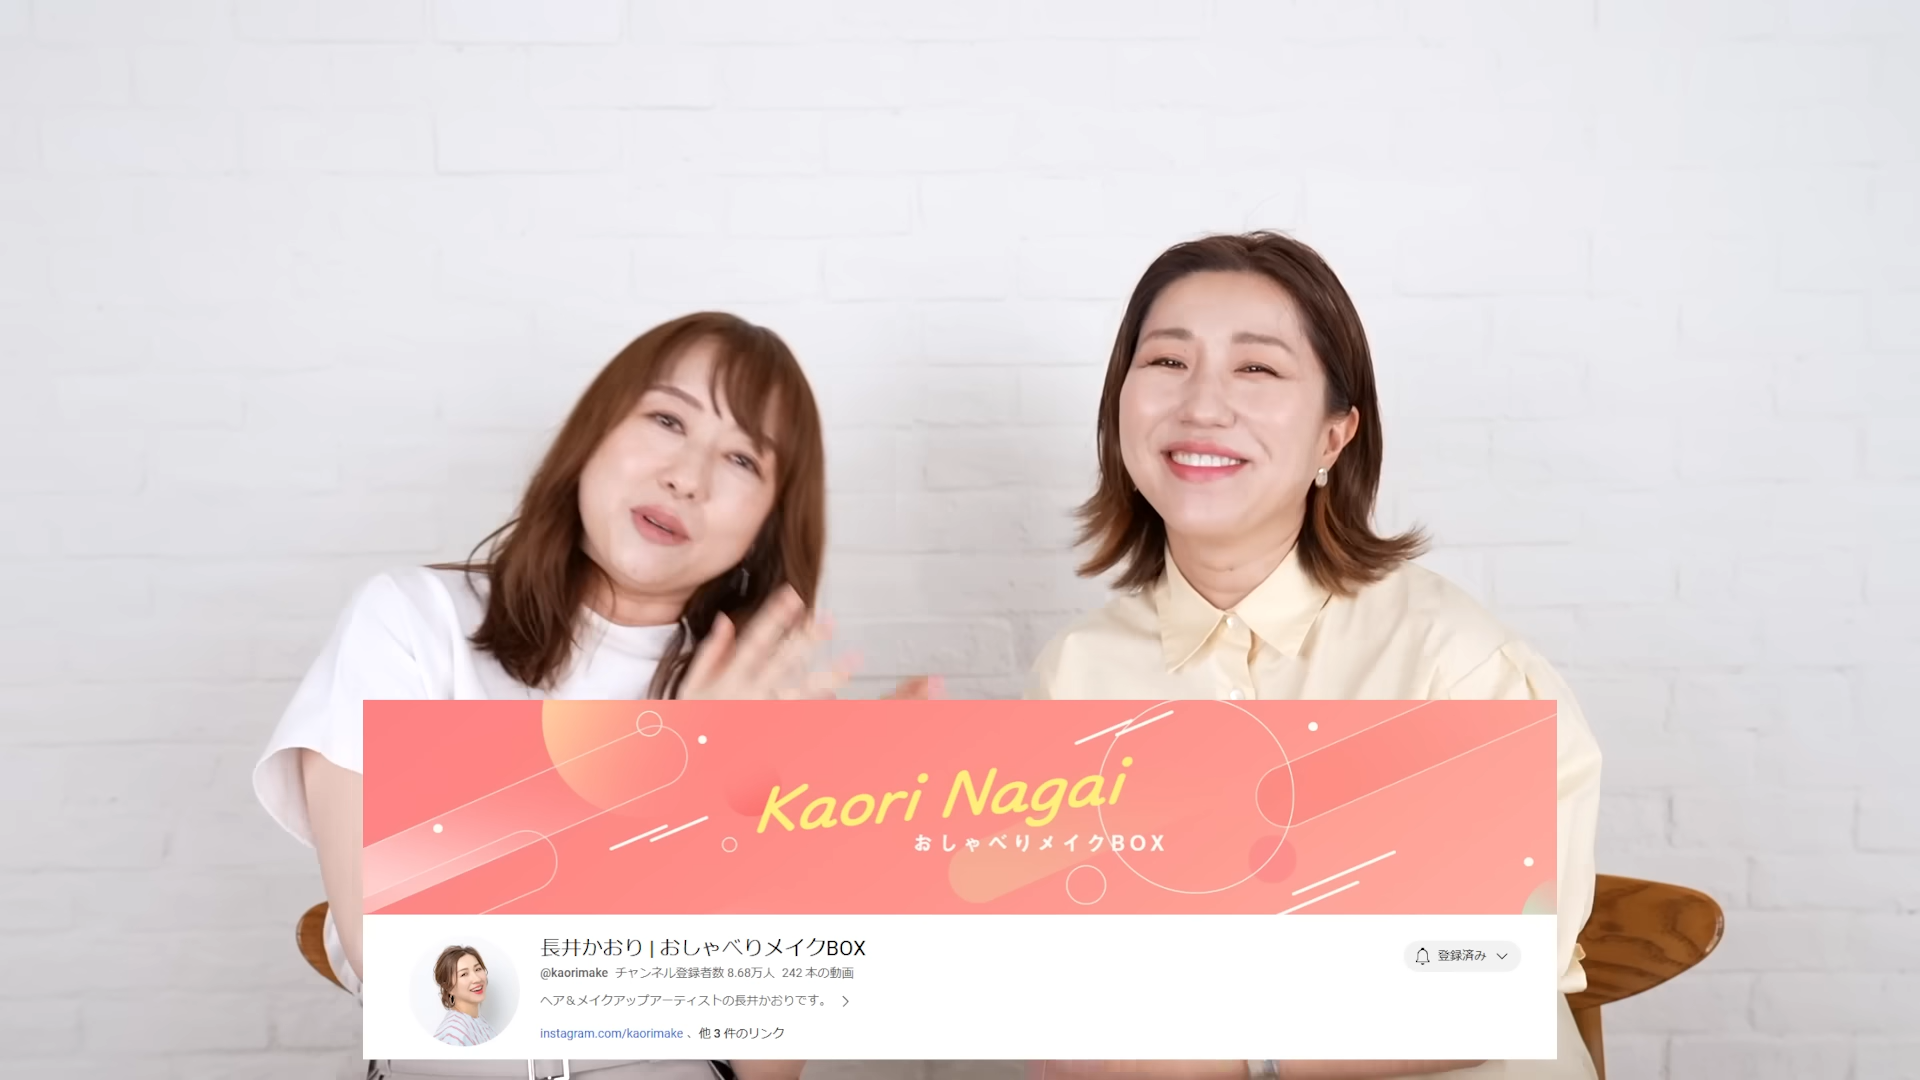 Kaori Nagai
おしゃべりメイクBOX
長井かおり | おしゃべりメイクBOX
@kaorimake チャンネル登録者数 8.68万人 242 本の動画
ヘア＆メイクアップアーティストの長井かおりです。
登録済み
instagram.com/kaorimake 、他 3 件のリンク